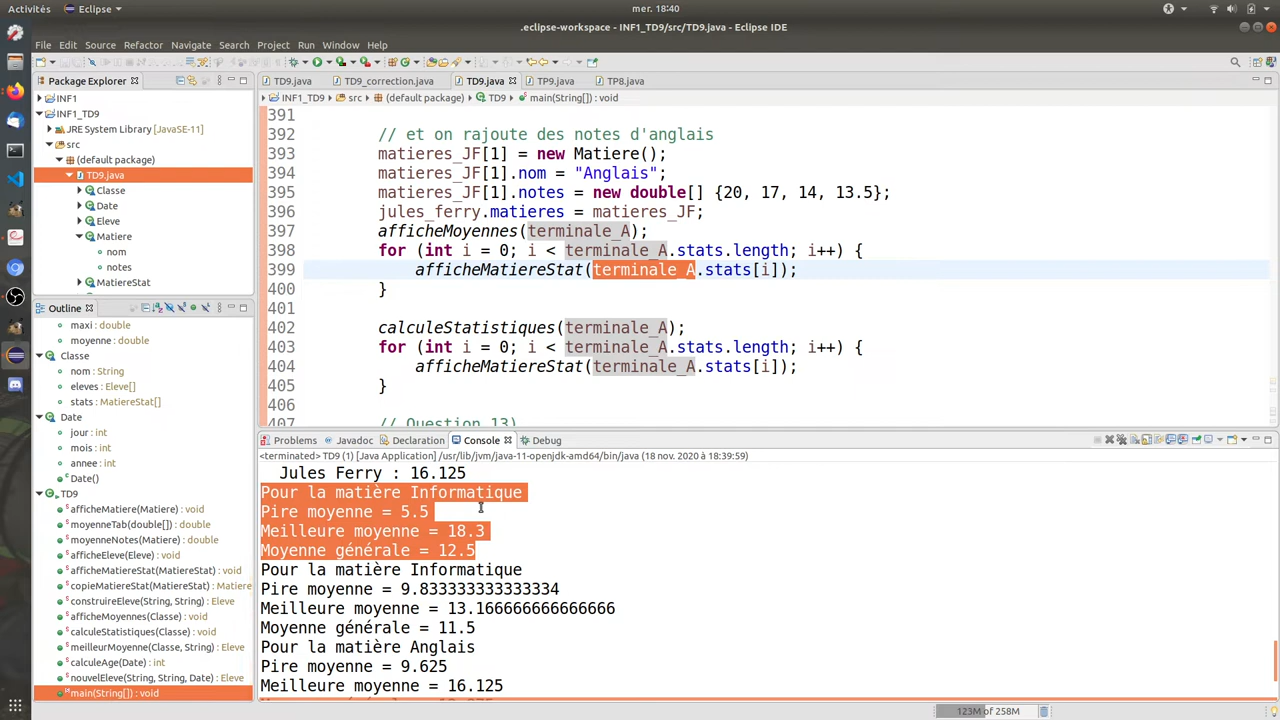 Activités
Eclipse
mer. 18:40
.eclipse-workspace - INF1_TD9/src/TD9.java - Eclipse IDE
File Edit Source Refactor Navigate Search Project Run Window Help
Package Explorer
INF1
INF1_TD9
JRE System Library [JavaSE-11]
src
(default package)
TD9.java
Classe
Date
Eleve
Matiere
nom
notes
MatiereStat
Outline
maxi : double
moyenne : double
Classe
nom : String
eleves : Eleve[]
stats : MatiereStat[]
Date
jour : int
mois : int
annee : int
Date()
TD9
afficheMatiere(Matiere) : void
moyenneTab(double[]) : double
moyenneNotes(Matiere) : double
afficheEleve(Eleve) : void
afficheMatiereStat(MatiereStat) : void
copieMatiereStat(MatiereStat) : Matiere
construireEleve(String, String) : Eleve
afficheMoyennes(Classe) : void
calculeStatistiques(Classe) : void
meilleurMoyenne(Classe, String) : Eleve
calculeAge(Date) : int
nouvelEleve(String, String, Date) : Eleve
main(String[]) : void
TD9.java TD9_correction.java TD9.java TP9.java TP8.java
INF1_TD9 src (default package) TD9 main(String[]) : void
391
392 // et on rajoute des notes d'anglais
393 matieres_JF[1] = new Matiere();
394 matieres_JF[1].nom = "Anglais";
395 matieres_JF[1].notes = new double[] {20, 17, 14, 13.5};
396 jules_ferry.matieres = matieres_JF;
397 afficheMoyennes(terminale_A);
398 for (int i = 0; i < terminale_A.stats.length; i++) {
399 afficheMatiereStat(terminale_A.stats[i]);
400 }
401
402 calculeStatistiques(terminale_A);
403 for (int i = 0; i < terminale_A.stats.length; i++) {
404 afficheMatiereStat(terminale_A.stats[i]);
405 }
406
407 // Question 13)
Problems Javadoc Declaration Console Debug
<terminated> TD9 (1) [Java Application] /usr/lib/jvm/java-11-openjdk-amd64/bin/java (18 nov. 2020 à 18:39:59)
Jules Ferry : 16.125
Pour la matière Informatique
Pire moyenne = 5.5
Meilleure moyenne = 18.3
Moyenne générale = 12.5
Pour la matière Informatique
Pire moyenne = 9.833333333333334
Meilleure moyenne = 13.166666666666666
Moyenne générale = 11.5
Pour la matière Anglais
Pire moyenne = 9.625
Meilleure moyenne = 16.125
123M of 258M